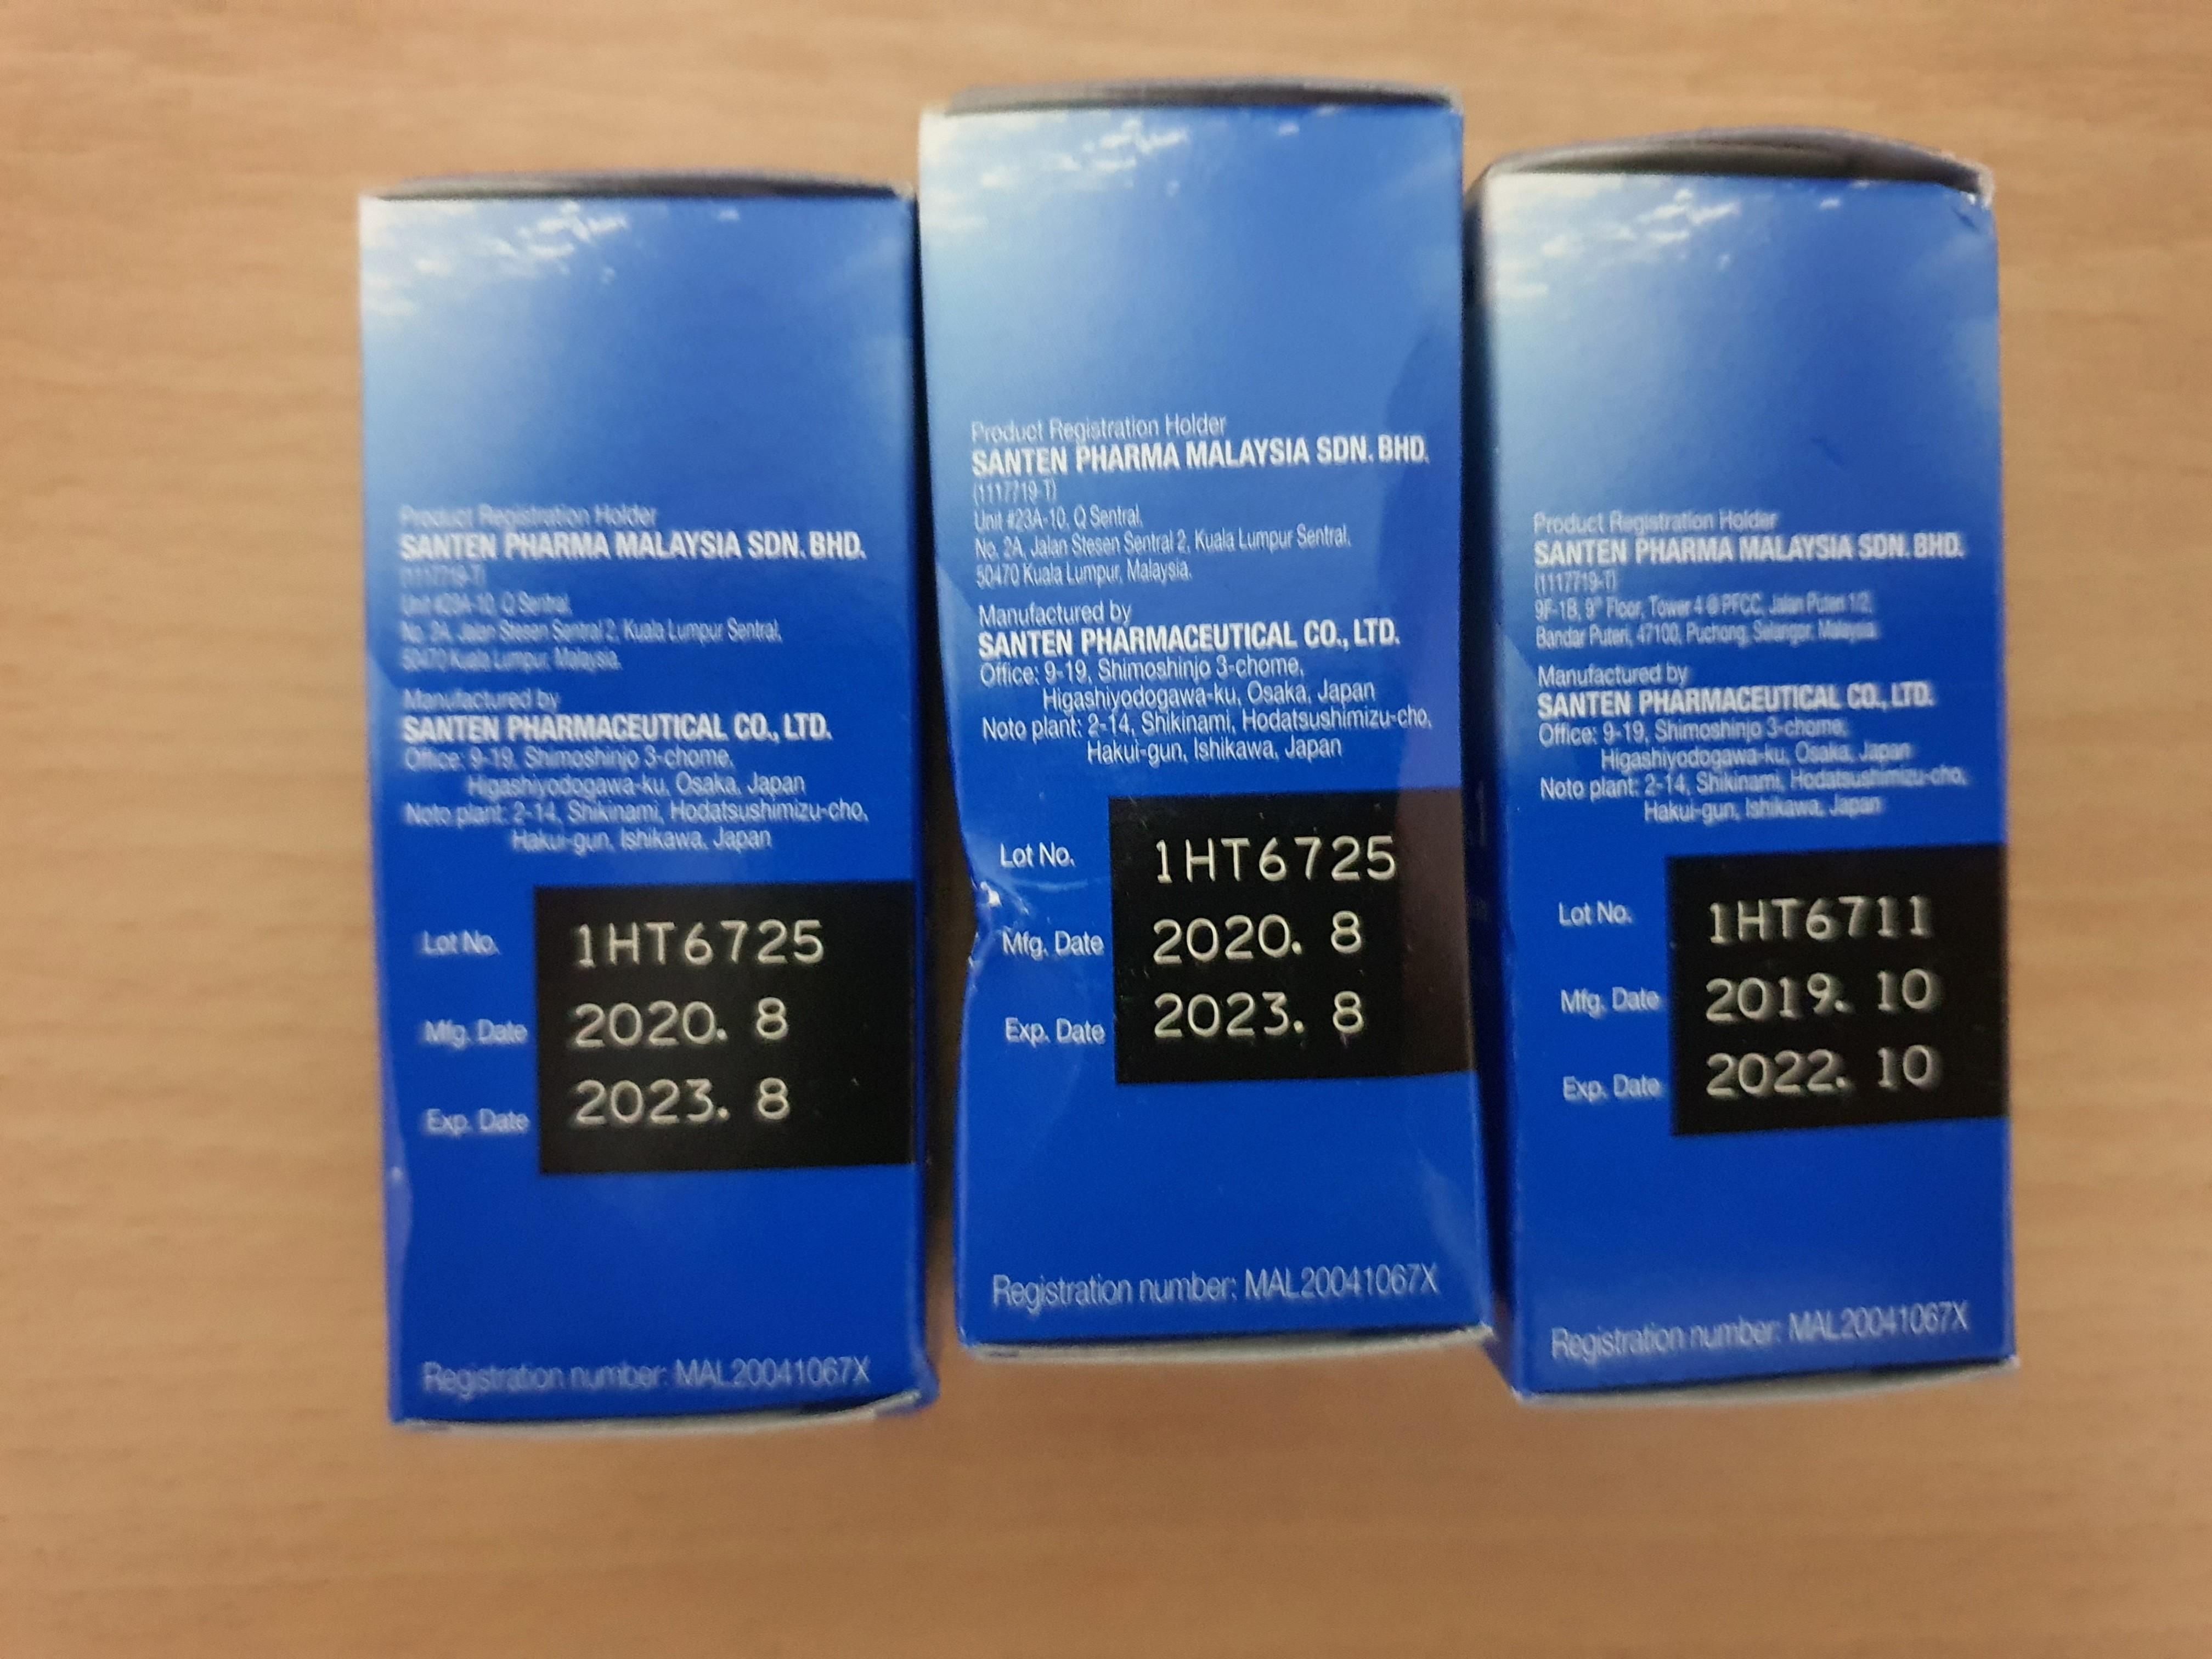 Product Registration Holder
SANTEN PHARMA MALAYSIA SDN. BHD.
(1117719-T)
Unit #23A-10, Q Sentral,
No. 2A, Jalan Stesen Sentral 2, Kuala Lumpur Sentral,
50470 Kuala Lumpur, Malaysia.
Manufactured by
SANTEN PHARMACEUTICAL CO., LTD.
Office: 9-19, Shimoshinjo 3-chome,
Higashiyodogawa-ku, Osaka, Japan
Noto plant: 2-14, Shikinami, Hodatsushimizu-cho,
Hakui-gun, Ishikawa, Japan
Lot No. 1HT6725
Mfg. Date 2020. 8
Exp. Date 2023. 8
Registration number: MAL20041067X
Product Registration Holder
SANTEN PHARMA MALAYSIA SDN. BHD.
(1117719-T)
Unit #23A-10, Q Sentral,
No. 2A, Jalan Stesen Sentral 2, Kuala Lumpur Sentral,
50470 Kuala Lumpur, Malaysia.
Manufactured by
SANTEN PHARMACEUTICAL CO., LTD.
Office: 9-19, Shimoshinjo 3-chome,
Higashiyodogawa-ku, Osaka, Japan
Noto plant: 2-14, Shikinami, Hodatsushimizu-cho,
Hakui-gun, Ishikawa, Japan
Lot No. 1HT6725
Mfg. Date 2020. 8
Exp. Date 2023. 8
Registration number: MAL20041067X
Product Registration Holder
SANTEN PHARMA MALAYSIA SDN. BHD.
(1117719-T)
9F-1B, 9th Floor, Tower 4 @ PFCC, Jalan Puteri 1/2,
Bandar Puteri, 47100, Puchong, Selangor, Malaysia.
Manufactured by
SANTEN PHARMACEUTICAL CO., LTD.
Office: 9-19, Shimoshinjo 3-chome,
Higashiyodogawa-ku, Osaka, Japan
Noto plant: 2-14, Shikinami, Hodatsushimizu-cho,
Hakui-gun, Ishikawa, Japan
Lot No. 1HT6711
Mfg. Date 2019. 10
Exp. Date 2022. 10
Registration number: MAL20041067X